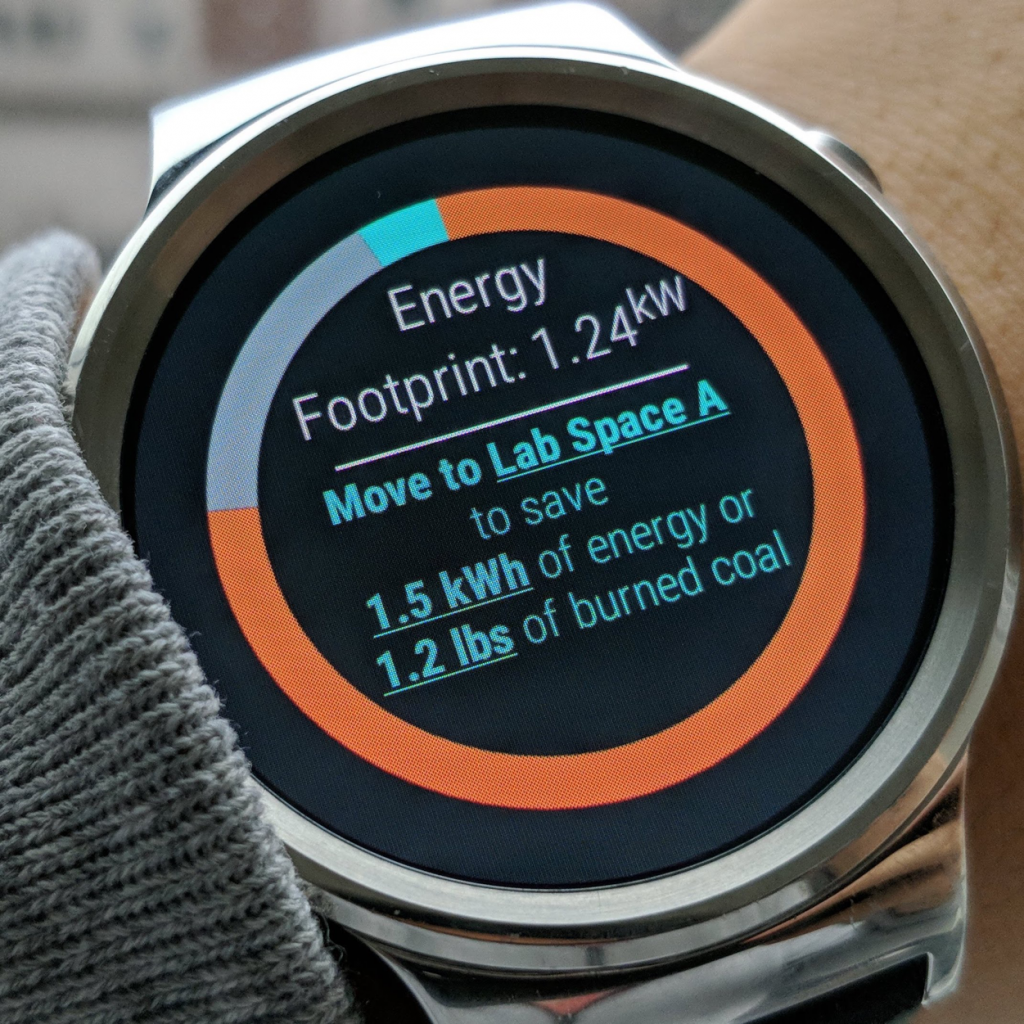 Energy
Footprint: 1.24kW
Move to Lab Space A
to save
1.5 kWh of energy or
1.2 lbs of burned coal